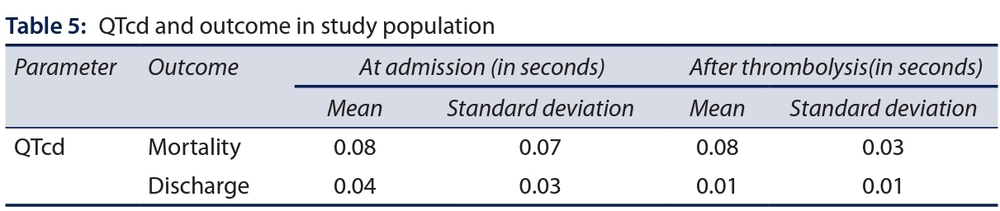 Table 5: QTcd and outcome in study population
Parameter Outcome At admission (in seconds) After thrombolysis(in seconds)
Mean Standard deviation Mean Standard deviation
QTcd Mortality 0.08 0.07 0.08 0.03
Discharge 0.04 0.03 0.01 0.01